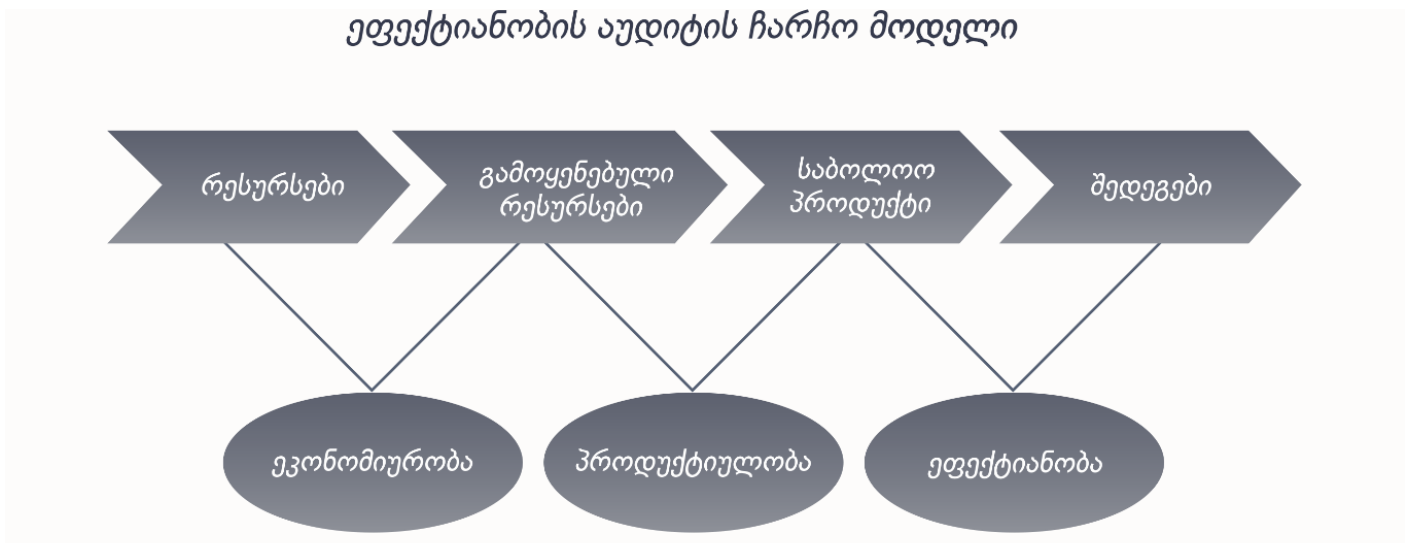 ეფექტიანობის აუდიტის ჩარჩო მოდელი
რესურსები
გამოყენებული
რესურსები
საბოლოო
პროდუქტი
შედეგები
ეკონომიურობა
პროდუქტიულობა
ეფექტიანობა